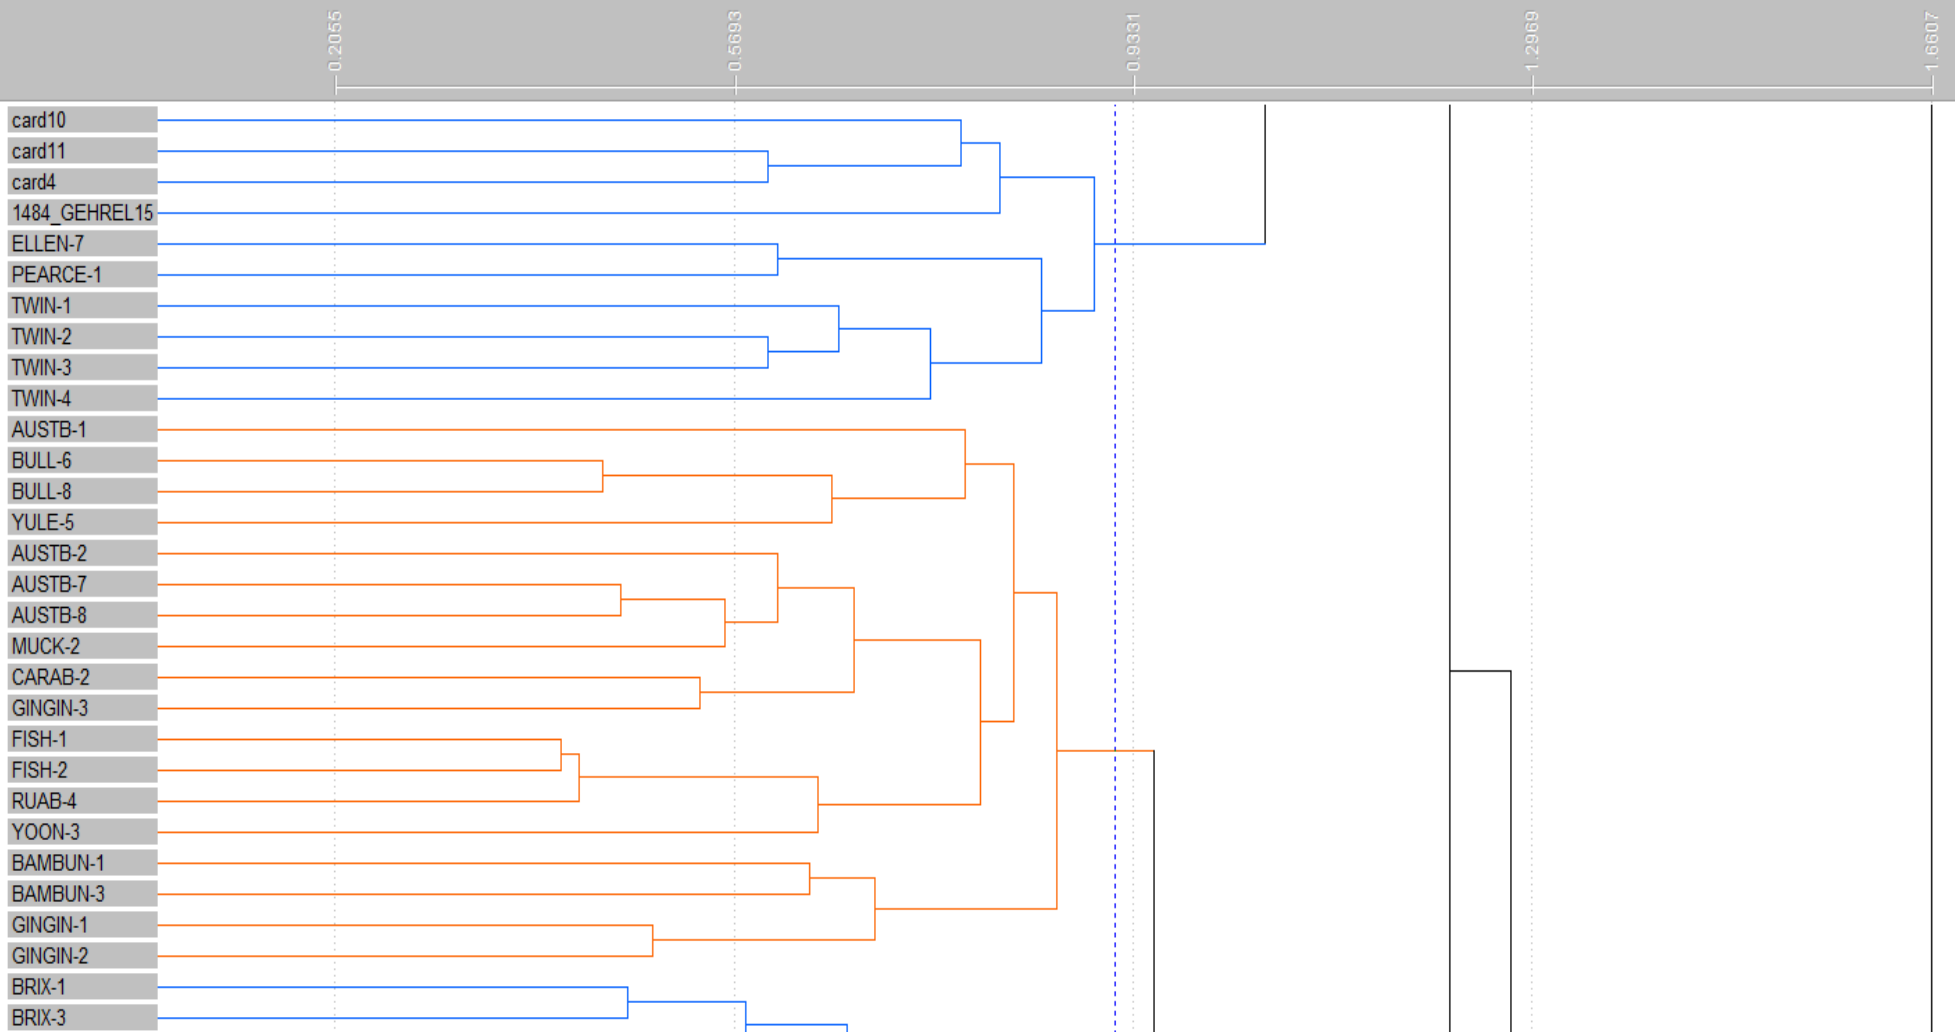 0.2055
0.5693
0.9331
1.2969
1.6607
card10
card11
card4
1484_GEHREL15
ELLEN-7
PEARCE-1
TWIN-1
TWIN-2
TWIN-3
TWIN-4
AUSTB-1
BULL-6
BULL-8
YULE-5
AUSTB-2
AUSTB-7
AUSTB-8
MUCK-2
CARAB-2
GINGIN-3
FISH-1
FISH-2
RUAB-4
YOON-3
BAMBUN-1
BAMBUN-3
GINGIN-1
GINGIN-2
BRIX-1
BRIX-3